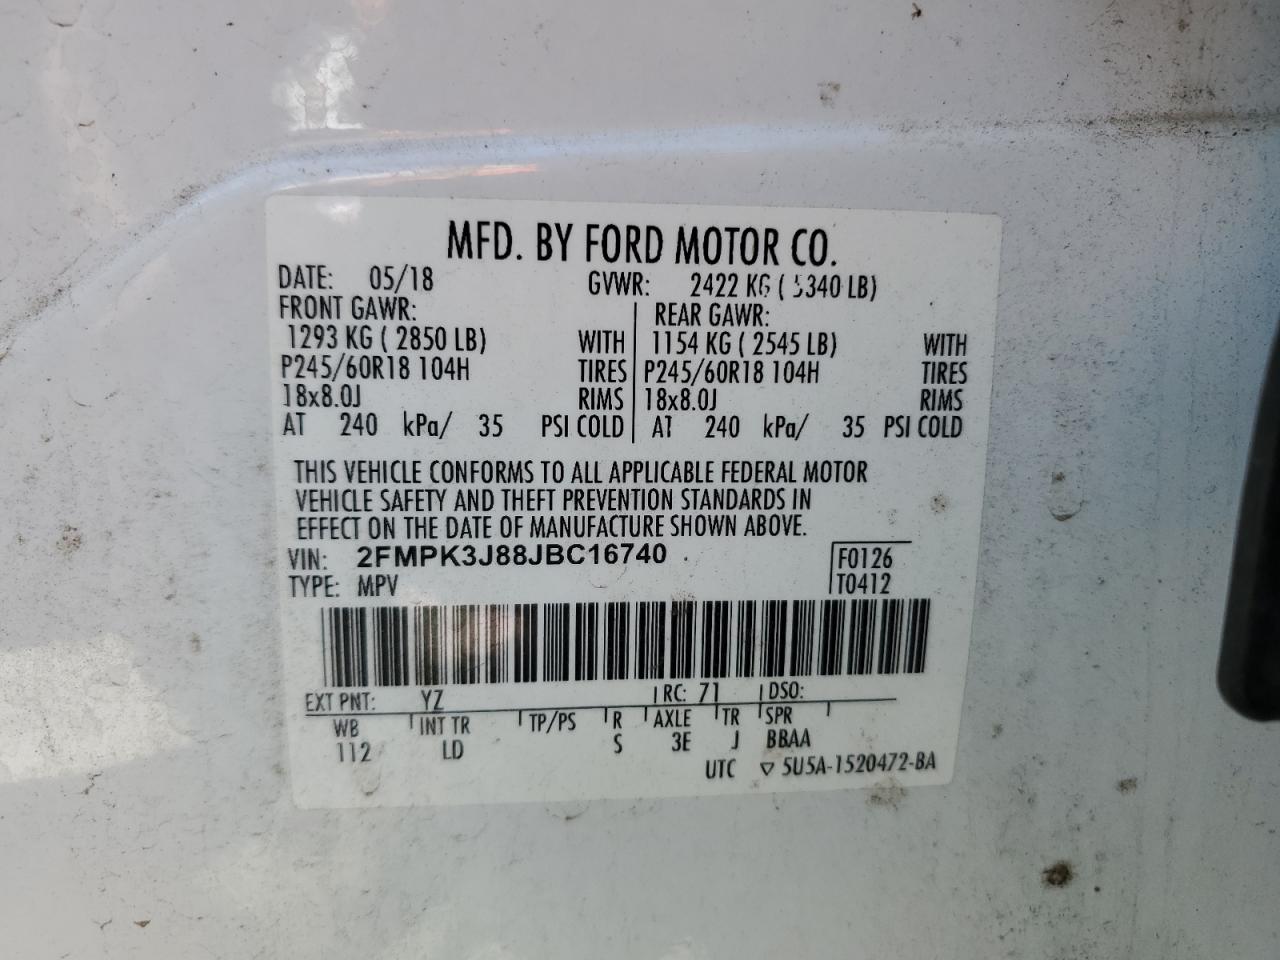 MFD. BY FORD MOTOR CO.
DATE: 05/18 GVWR: 2422 KG ( 5340 LB)
FRONT GAWR: REAR GAWR:
1293 KG ( 2850 LB) WITH 1154 KG ( 2545 LB) WITH
P245/60R18 104H TIRES P245/60R18 104H TIRES
18x8.0J RIMS 18x8.0J RIMS
AT 240 kPa/ 35 PSI COLD AT 240 kPa/ 35 PSI COLD
THIS VEHICLE CONFORMS TO ALL APPLICABLE FEDERAL MOTOR
VEHICLE SAFETY AND THEFT PREVENTION STANDARDS IN
EFFECT ON THE DATE OF MANUFACTURE SHOWN ABOVE.
VIN: 2FMPK3J88JBC16740 F0126
TYPE: MPV T0412
EXT PNT: YZ RC: 71 DSO:
WB INT TR TP/PS R AXLE TR SPR
112 LD S 3E J BBAA
UTC ▽ 5U5A-1520472-BA